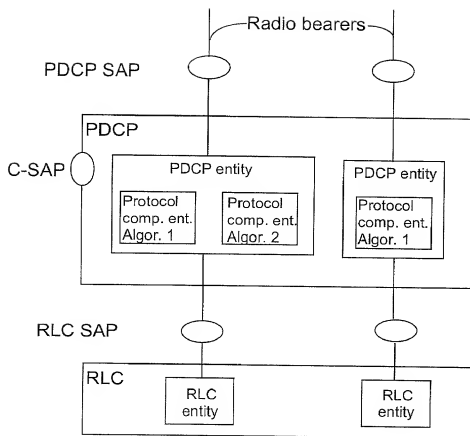 Radio bearers
PDCP SAP
PDCP
C-SAP
PDCP entity
Protocol
comp. ent.
Algor. 1
Protocol
comp. ent.
Algor. 2
PDCP entity
Protocol
comp. ent.
Algor. 1
RLC SAP
RLC
RLC
entity
RLC
entity